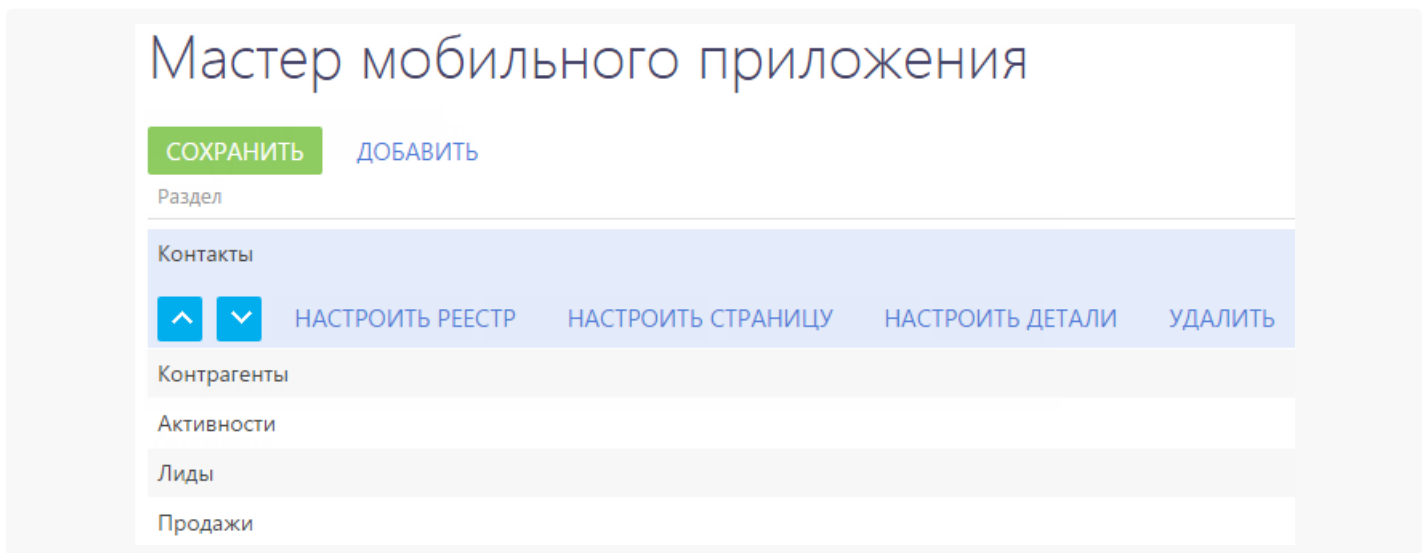 Мастер мобильного приложения
СОХРАНИТЬ ДОБАВИТЬ
Раздел
Контакты
НАСТРОИТЬ РЕЕСТР НАСТРОИТЬ СТРАНИЦУ НАСТРОИТЬ ДЕТАЛИ УДАЛИТЬ
Контрагенты
Активности
Лиды
Продажи